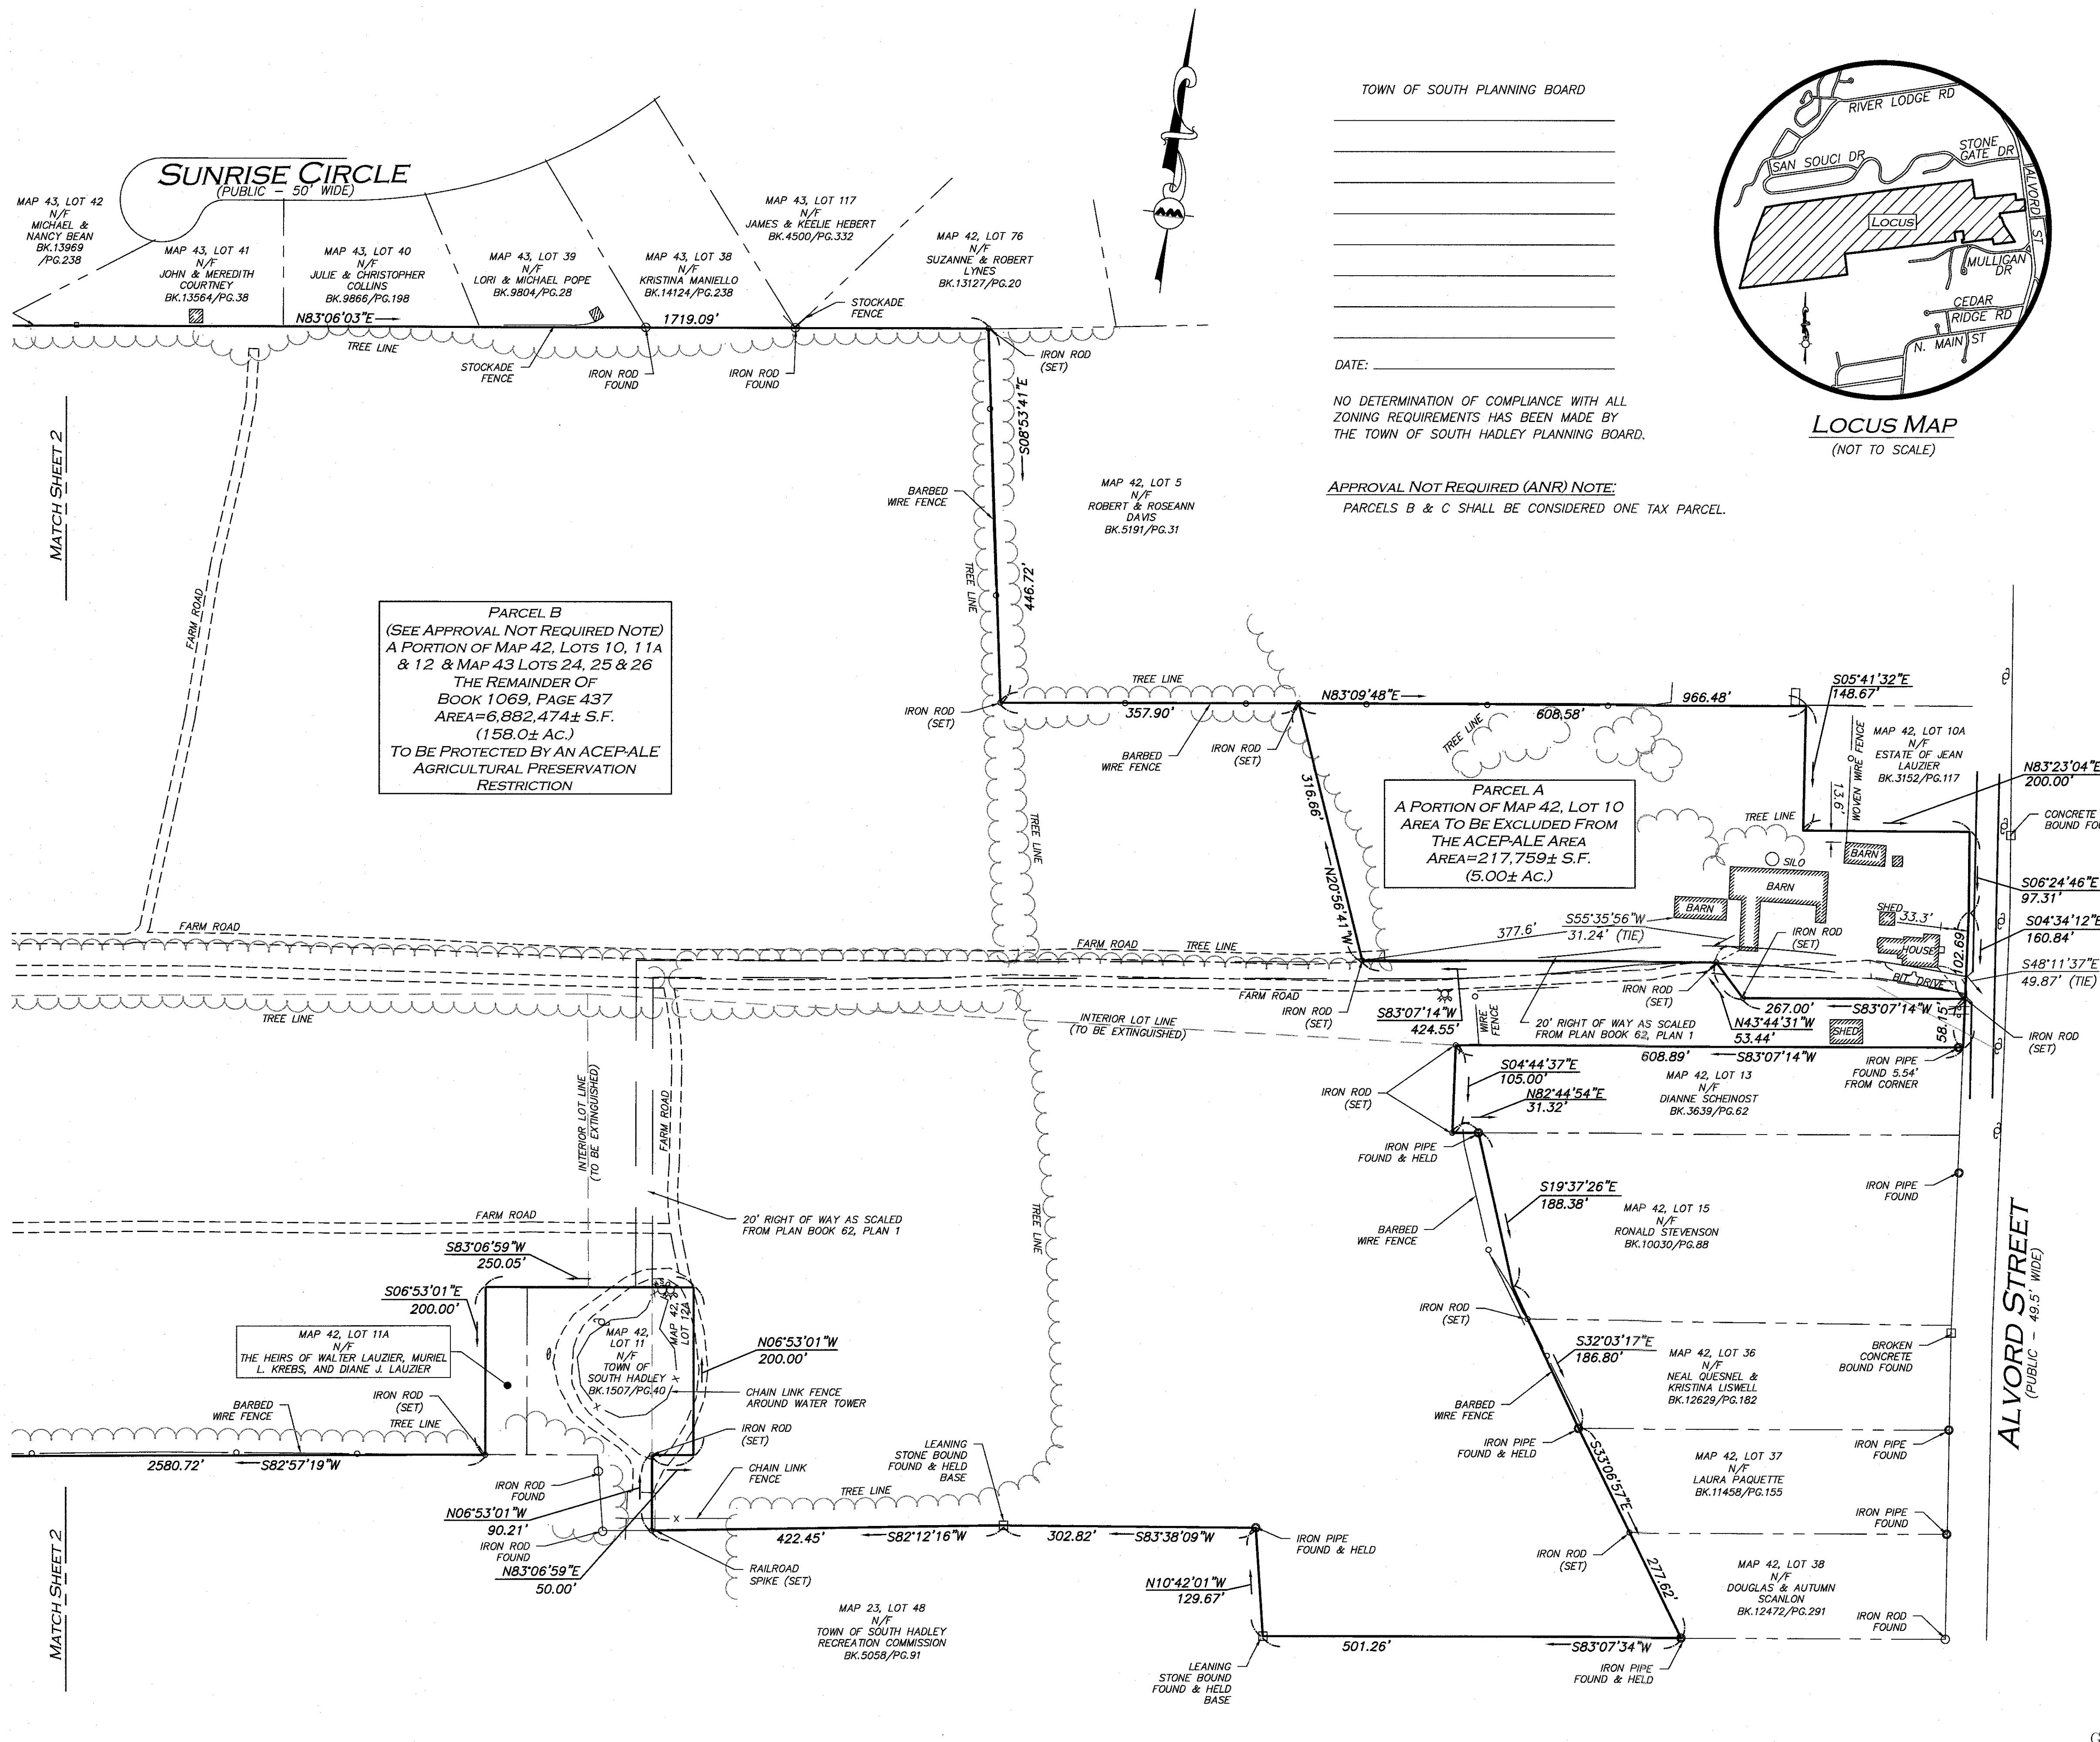 TOWN OF SOUTH PLANNING BOARD
DATE:
NO DETERMINATION OF COMPLIANCE WITH ALL
ZONING REQUIREMENTS HAS BEEN MADE BY
THE TOWN OF SOUTH HADLEY PLANNING BOARD.
APPROVAL NOT REQUIRED (ANR) NOTE:
PARCELS B & C SHALL BE CONSIDERED ONE TAX PARCEL.
RIVER LODGE RD
SAN SOUCI DR
STONE
GATE DR
ALVORD ST
LOCUS
MULLIGAN
DR
CEDAR
RIDGE RD
N. MAIN ST
LOCUS MAP
(NOT TO SCALE)
SUNRISE CIRCLE
(PUBLIC - 50' WIDE)
MAP 43, LOT 42
N/F
MICHAEL &
NANCY BEAN
BK.13969
/PG.238
MAP 43, LOT 41
N/F
JOHN & MEREDITH
COURTNEY
BK.13564/PG.38
MAP 43, LOT 40
N/F
JULIE & CHRISTOPHER
COLLINS
BK.9866/PG.198
MAP 43, LOT 39
N/F
LORI & MICHAEL POPE
BK.9804/PG.28
MAP 43, LOT 38
N/F
KRISTINA MANIELLO
BK.14124/PG.238
MAP 43, LOT 117
N/F
JAMES & KEELIE HEBERT
BK.4500/PG.332
MAP 42, LOT 76
N/F
SUZANNE & ROBERT
LYNES
BK.13127/PG.20
STOCKADE
FENCE
N83°06'03"E
1719.09'
TREE LINE
STOCKADE
FENCE
IRON ROD
FOUND
IRON ROD
FOUND
IRON ROD
(SET)
MATCH SHEET 2
FARM ROAD
S08°53'41"E
446.72'
BARBED
WIRE FENCE
TREE LINE
MAP 42, LOT 5
N/F
ROBERT & ROSEANN
DAVIS
BK.5191/PG.31
PARCEL B
(SEE APPROVAL NOT REQUIRED NOTE)
A PORTION OF MAP 42, LOTS 10, 11A
& 12 & MAP 43 LOTS 24, 25 & 26
THE REMAINDER OF
BOOK 1069, PAGE 437
AREA=6,882,474± S.F.
(158.0± AC.)
TO BE PROTECTED BY AN ACEP-ALE
AGRICULTURAL PRESERVATION
RESTRICTION
IRON ROD
(SET)
TREE LINE
357.90'
BARBED
WIRE FENCE
IRON ROD
(SET)
N83°09'48"E
608.58'
966.48'
TREE LINE
S05°41'32"E
148.67'
MAP 42, LOT 10A
N/F
ESTATE OF JEAN
LAUZIER
BK.3152/PG.117
WOVEN WIRE FENCE
13.6'
N83°23'04"E
200.00'
CONCRETE
316.66'
N20°56'41"W
PARCEL A
A PORTION OF MAP 42, LOT 10
AREA TO BE EXCLUDED FROM
THE ACEP-ALE AREA
AREA=217,759± S.F.
(5.00± AC.)
TREE LINE
SILO
BARN
BARN
BARN
SHED
33.3'
HOUSE
BIT. DRIVE
S06°24'46"E
97.31'
S04°34'12"E
160.84'
102.69'
S48°11'37"E
49.87' (TIE)
TREE LINE
FARM ROAD
FARM ROAD
TREE LINE
377.6'
S55°35'56"W
31.24' (TIE)
IRON ROD
(SET)
TREE LINE
FARM ROAD
INTERIOR LOT LINE
(TO BE EXTINGUISHED)
IRON ROD
(SET)
S83°07'14"W
424.55'
WIRE
FENCE
20' RIGHT OF WAY AS SCALED
FROM PLAN BOOK 62, PLAN 1
IRON ROD
(SET)
N43°44'31"W
53.44'
267.00'
S83°07'14"W
SHED
58.15'
IRON ROD
(SET)
608.89'
S83°07'14"W
IRON PIPE
FOUND 5.54'
FROM CORNER
IRON ROD
(SET)
S04°44'37"E
105.00'
N82°44'54"E
31.32'
MAP 42, LOT 13
N/F
DIANNE SCHEINOST
BK.3639/PG.62
IRON PIPE
FOUND & HELD
IRON PIPE
FOUND
INTERIOR LOT LINE
(TO BE EXTINGUISHED)
FARM ROAD
20' RIGHT OF WAY AS SCALED
FROM PLAN BOOK 62, PLAN 1
TREE LINE
BARBED
WIRE FENCE
S19°37'26"E
188.38'
MAP 42, LOT 15
N/F
RONALD STEVENSON
BK.10030/PG.88
ALVORD STREET
(PUBLIC - 49.5' WIDE)
FARM ROAD
S83°06'59"W
250.05'
S06°53'01"E
200.00'
MAP 42, LOT 11A
N/F
THE HEIRS OF WALTER LAUZIER, MURIEL
L. KREBS, AND DIANE J. LAUZIER
MAP 42,
LOT 11
N/F
TOWN OF
SOUTH HADLEY
BK.1507/PG.40
MAP 42,
LOT 12A
N06°53'01"W
200.00'
CHAIN LINK FENCE
AROUND WATER TOWER
IRON ROD
(SET)
S32°03'17"E
186.80'
MAP 42, LOT 36
N/F
NEAL QUESNEL &
KRISTINA LISWELL
BK.12629/PG.182
BROKEN
CONCRETE
BOUND FOUND
BARBED
WIRE FENCE
IRON ROD
(SET)
TREE LINE
BARBED
WIRE FENCE
2580.72'
S82°57'19"W
IRON ROD
(SET)
CHAIN LINK
FENCE
LEANING
STONE BOUND
FOUND & HELD
BASE
TREE LINE
IRON PIPE
FOUND & HELD
IRON PIPE
FOUND
IRON ROD
FOUND
N06°53'01"W
90.21'
IRON ROD
FOUND
N83°06'59"E
50.00'
422.45'
S82°12'16"W
302.82'
S83°38'09"W
IRON PIPE
FOUND & HELD
RAILROAD
SPIKE (SET)
S33°06'57"E
277.62'
MAP 42, LOT 37
N/F
LAURA PAQUETTE
BK.11458/PG.155
IRON PIPE
FOUND
IRON ROD
(SET)
MAP 42, LOT 38
N/F
DOUGLAS & AUTUMN
SCANLON
BK.12472/PG.291
IRON ROD
FOUND
MATCH SHEET 2
MAP 23, LOT 48
N/F
TOWN OF SOUTH HADLEY
RECREATION COMMISSION
BK.5058/PG.91
N10°42'01"W
129.67'
501.26'
S83°07'34"W
LEANING
STONE BOUND
FOUND & HELD
BASE
IRON PIPE
FOUND & HELD